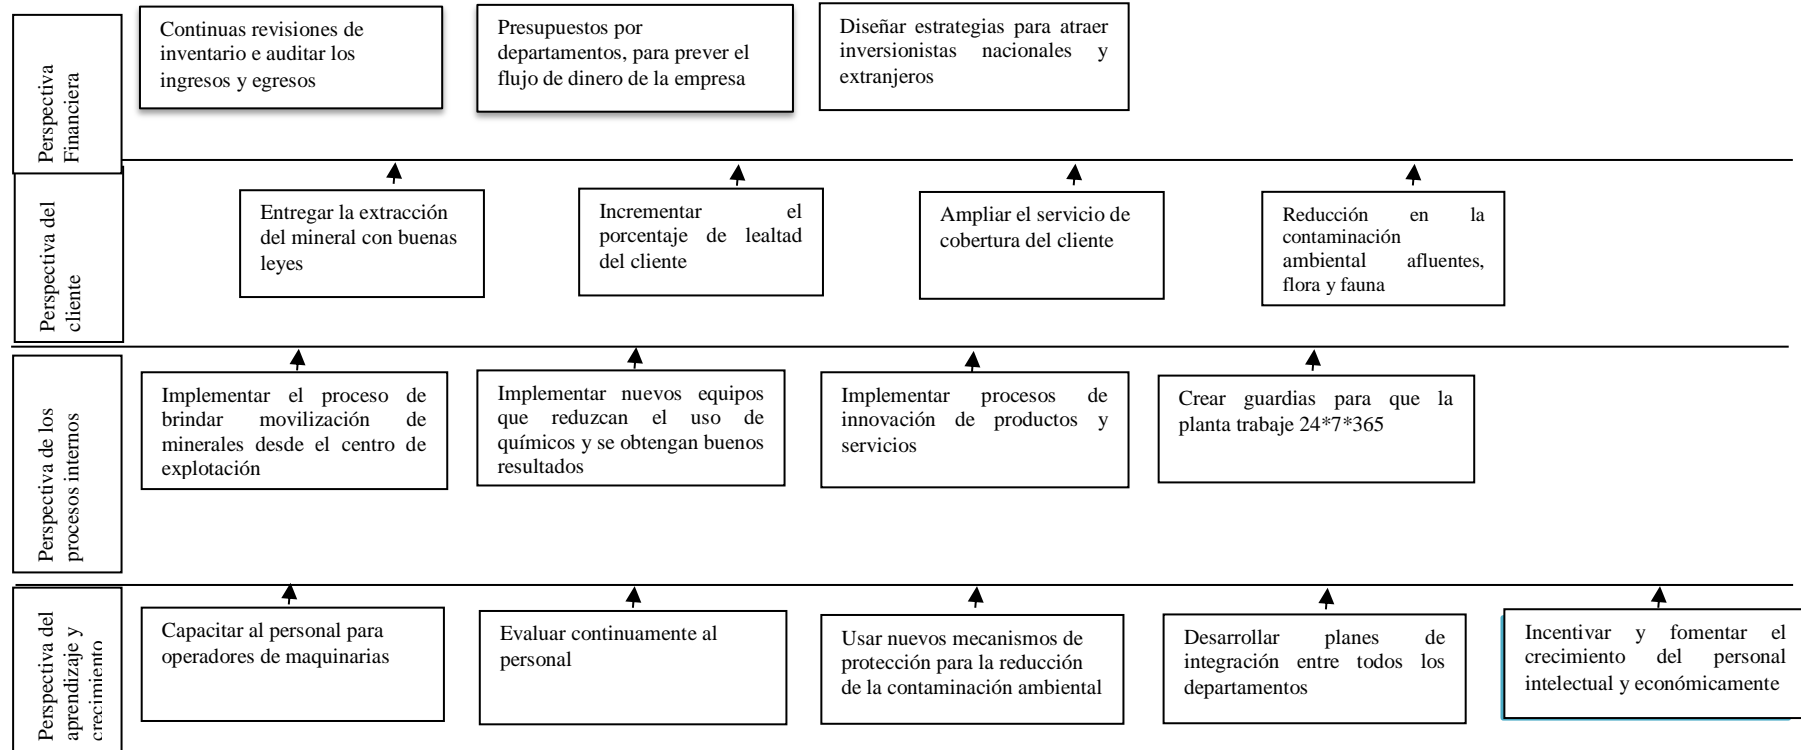 Perspectiva
Financiera
Continuas revisiones de
inventario e auditar los
ingresos y egresos
Presupuestos por
departamentos, para prever el
flujo de dinero de la empresa
Diseñar estrategias para atraer
inversionistas nacionales y
extranjeros
Perspectiva del
cliente
Entregar la extracción
del mineral con buenas
leyes
Incrementar el
porcentaje de lealtad
del cliente
Ampliar el servicio de
cobertura del cliente
Reducción en la
contaminación
ambiental afluentes,
flora y fauna
Perspectiva de los
procesos internos
Implementar el proceso de
brindar movilización de
minerales desde el centro de
explotación
Implementar nuevos equipos
que reduzcan el uso de
químicos y se obtengan buenos
resultados
Implementar procesos de
innovación de productos y
servicios
Crear guardias para que la
planta trabaje 24*7*365
Perspectiva del
aprendizaje y
crecimiento
Capacitar al personal para
operadores de maquinarias
Evaluar continuamente al
personal
Usar nuevos mecanismos de
protección para la reducción
de la contaminación ambiental
Desarrollar planes de
integración entre todos los
departamentos
Incentivar y fomentar el
crecimiento del personal
intelectual y económicamente